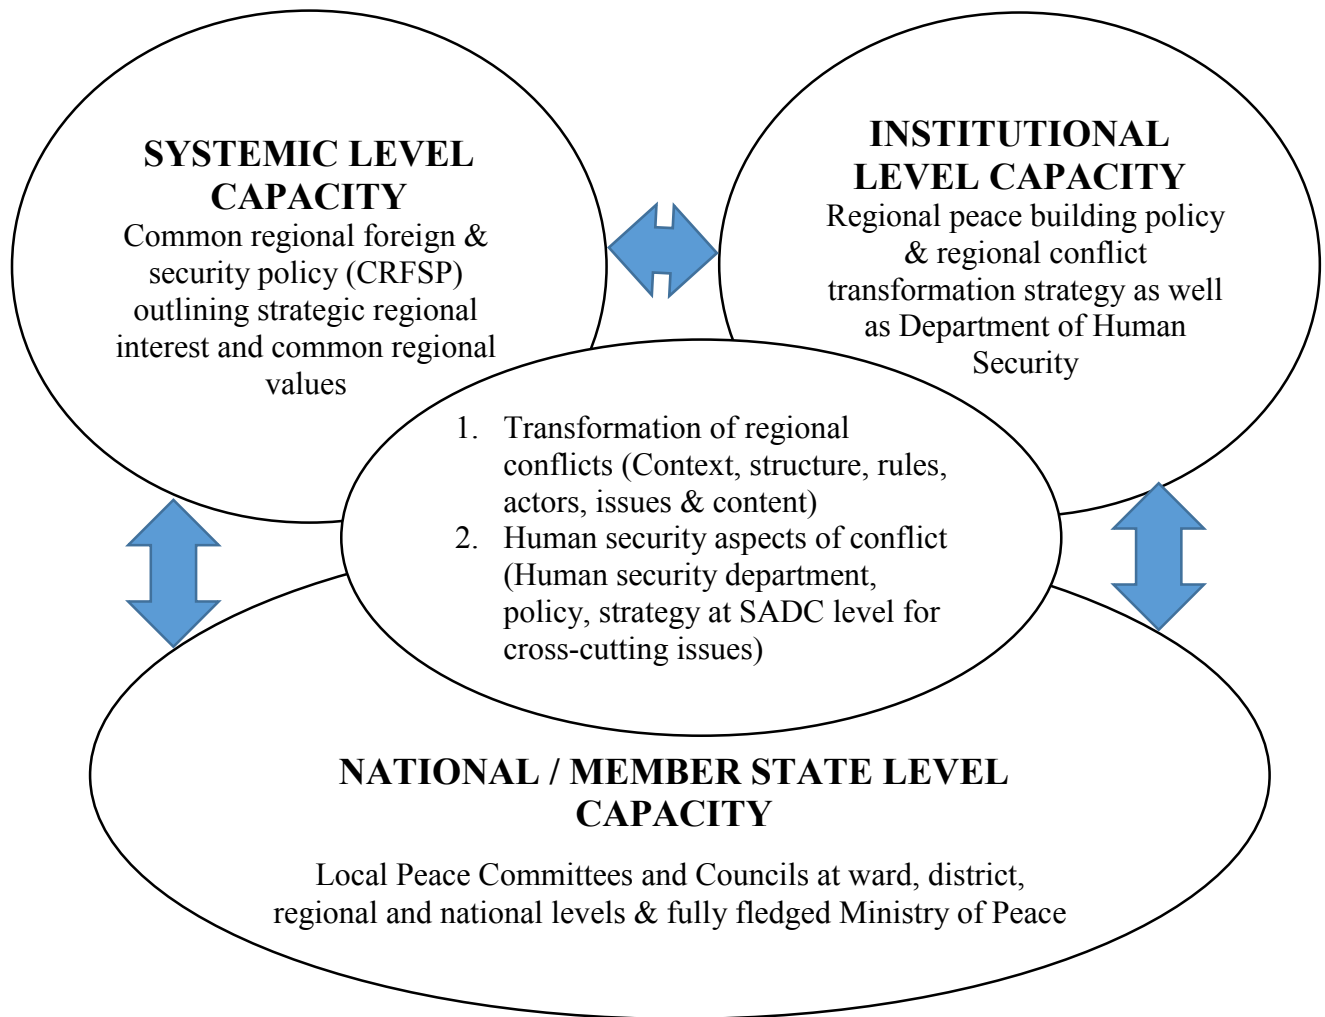 SYSTEMIC LEVEL
CAPACITY
Common regional foreign &
security policy (CRFSP)
outlining strategic regional
interest and common regional
values
INSTITUTIONAL
LEVEL CAPACITY
Regional peace building policy
& regional conflict
transformation strategy as well
as Department of Human
Security
1. Transformation of regional
conflicts (Context, structure, rules,
actors, issues & content)
2. Human security aspects of conflict
(Human security department,
policy, strategy at SADC level for
cross-cutting issues)
NATIONAL / MEMBER STATE LEVEL
CAPACITY
Local Peace Committees and Councils at ward, district,
regional and national levels & fully fledged Ministry of Peace